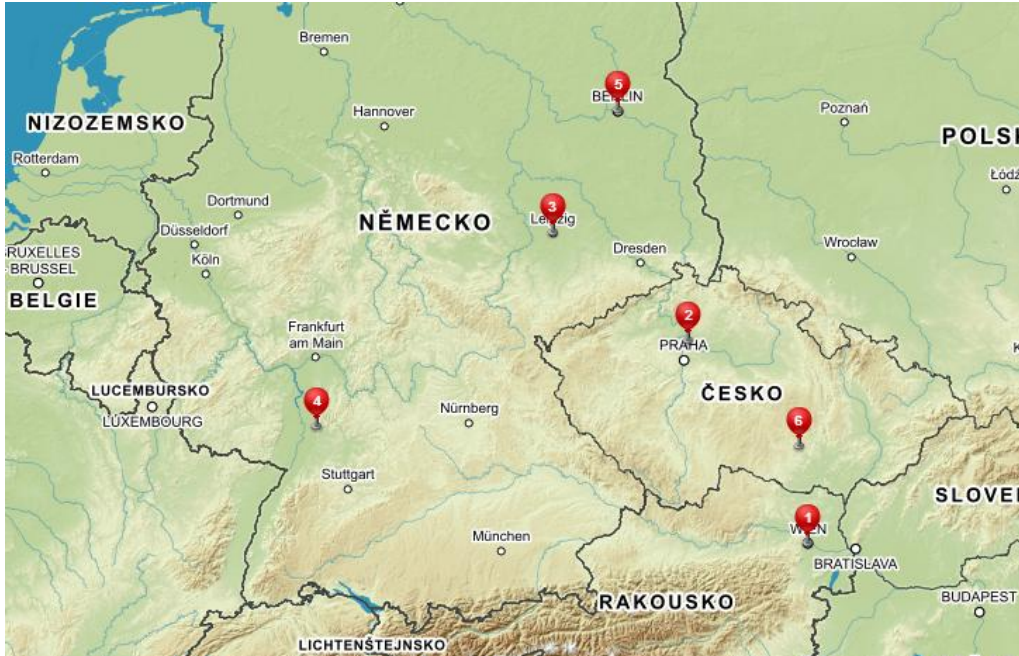 Bremen
5
BERLIN
Hannover
Poznań
NIZOZEMSKO
POLSK
Rotterdam
Łódź
Dortmund
3
Leipzig
NĚMECKO
Düsseldorf
Wrocław
BRUXELLES
BRUSSEL
Dresden
Köln
BELGIE
2
Frankfurt
am Main
PRAHA
LUCEMBURSKO
ČESKO
4
LUXEMBOURG
Nürnberg
6
Stuttgart
SLOVEN
1
WIEN
München
BRATISLAVA
RAKOUSKO
BUDAPEST
LICHTENŠTEJNSKO